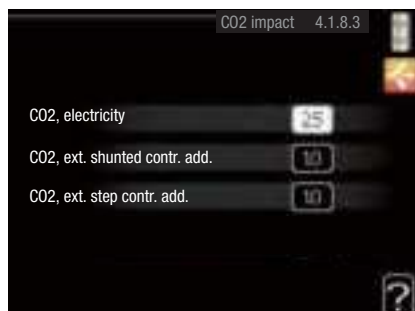 CO2 impact 4.1.8.3
CO2, electricity 25
CO2, ext. shunted contr. add. 10
CO2, ext. step contr. add. 10
?